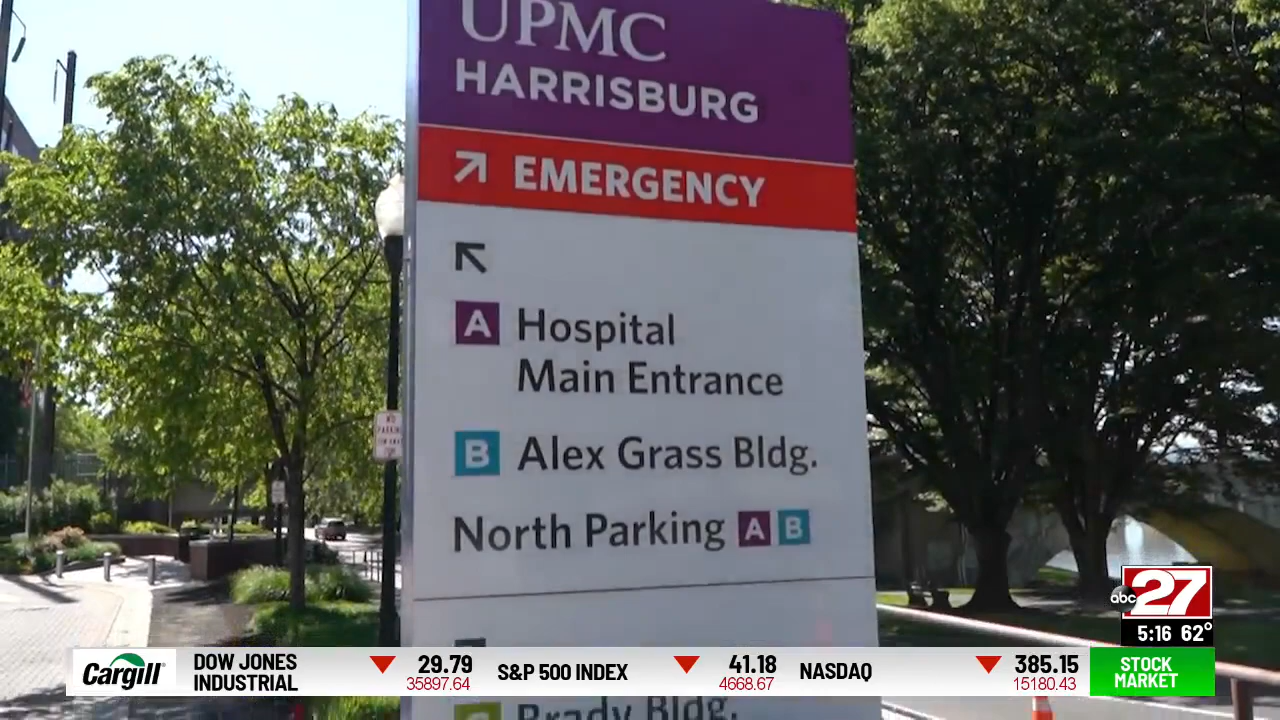 UPMC
HARRISBURG
EMERGENCY
A Hospital
Main Entrance
B Alex Grass Bldg.
North Parking A B
NO
PARKING
Brady Bldg.
abc 27
5:16 62°
Cargill
DOW JONES
INDUSTRIAL
29.79
35897.64
S&P 500 INDEX
41.18
4668.67
NASDAQ
385.15
15180.43
STOCK
MARKET